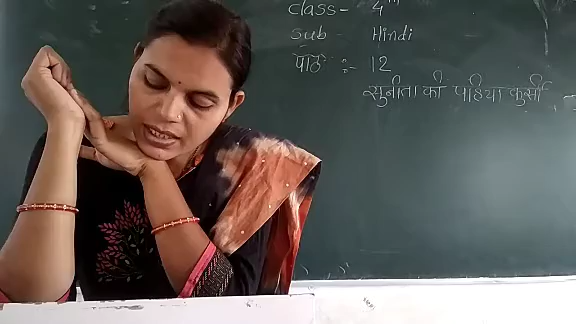 Class - 4th
Sub - Hindi
पाठ :- 12
सुनीता की पहिया कुर्सी